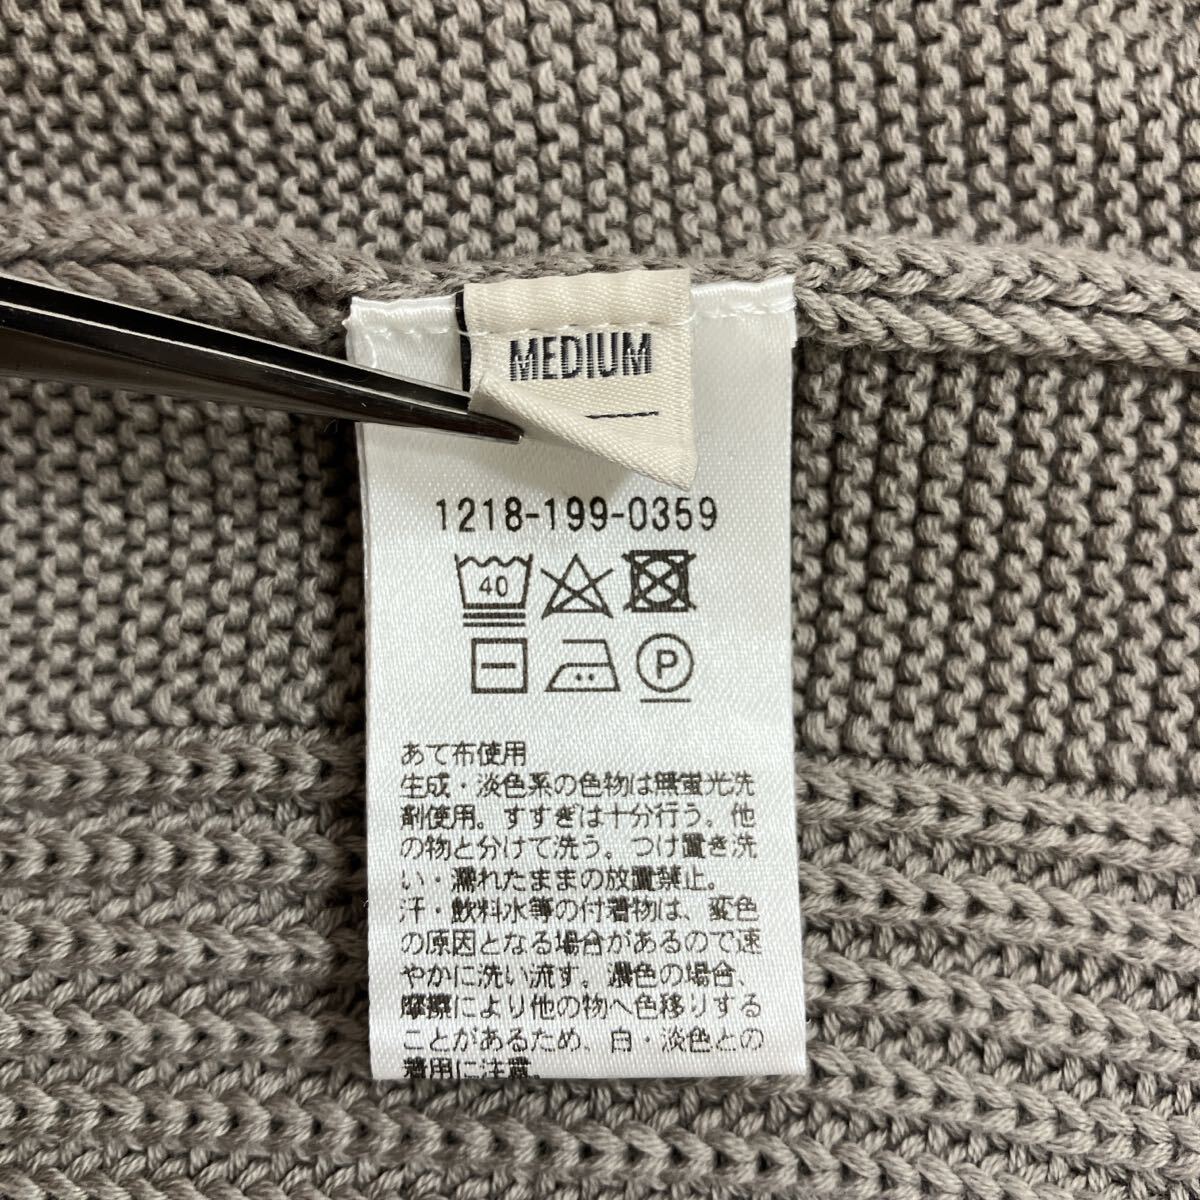 MEDIUM
1218-199-0359
40
P
あて布使用
生成・淡色系の色物は無蛍光洗
剤使用。すすぎは十分行う。他
の物と分けて洗う。つけ置き洗
い・濡れたままの放置禁止。
汗・飲料水等の付着物は、変色
の原因となる場合があるので速
やかに洗い流す。濃色の場合、
摩擦により他の物へ色移りする
ことがあるため、白・淡色との
着用に注意。